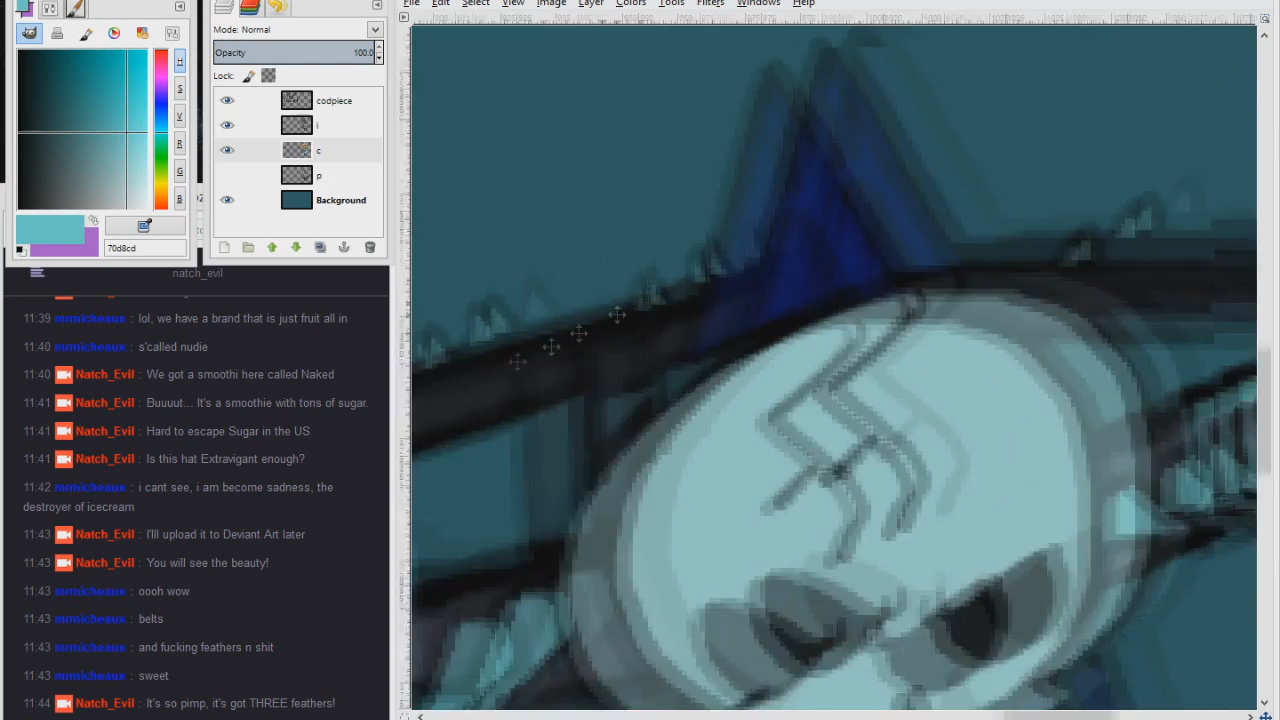 File Edit Select View Image Layer Colors Tools Filters Windows Help
Mode: Normal
Opacity 100.0
Lock:
codpiece
i
c
p
Background
H
S
V
R
G
B
70d8cd
natch_evil
11:39 mrmicheaux : lol, we have a brand that is just fruit all in
11:40 mrmicheaux : s'called nudie
11:40 Natch_Evil : We got a smoothi here called Naked
11:41 Natch_Evil : Buuuut... It's a smoothie with tons of sugar.
11:41 Natch_Evil : Hard to escape Sugar in the US
11:41 Natch_Evil : Is this hat Extravigant enough?
11:42 mrmicheaux : i cant see, i am become sadness, the
destroyer of icecream
11:43 Natch_Evil : I'll upload it to Deviant Art later
11:43 Natch_Evil : You will see the beauty!
11:43 mrmicheaux : oooh wow
11:43 mrmicheaux : belts
11:43 mrmicheaux : and fucking feathers n shit
11:43 mrmicheaux : sweet
11:44 Natch_Evil : It's so pimp, it's got THREE feathers!